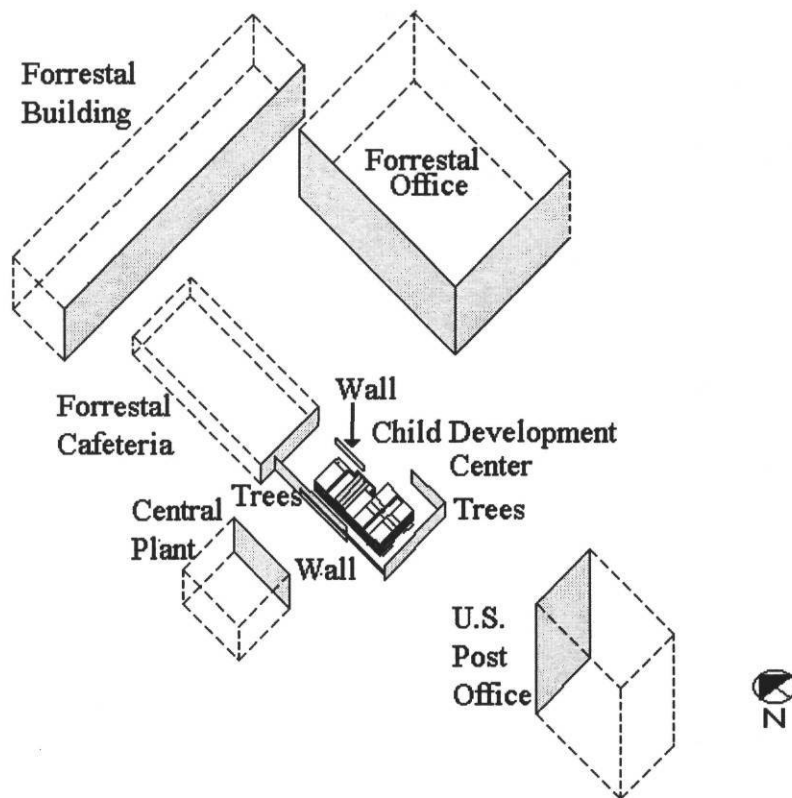 Forrestal
Building
Forrestal
Office
Wall
Forrestal
Cafeteria
Child Development
Center
Trees
Trees
Central
Plant
Wall
U.S.
Post
Office
N